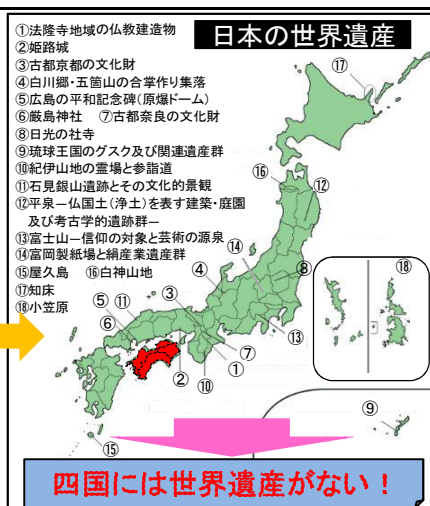 日本の世界遺産
①法隆寺地域の仏教建造物
②姫路城
③古都京都の文化財
④白川郷・五箇山の合掌作り集落
⑤広島の平和記念碑(原爆ドーム)
⑥厳島神社 ⑦古都奈良の文化財
⑧日光の社寺
⑨琉球王国のグスク及び関連遺産群
⑩紀伊山地の霊場と参詣道
⑪石見銀山遺跡とその文化的景観
⑫平泉―仏国土(浄土)を表す建築・庭園
及び考古学的遺跡群―
⑬富士山―信仰の対象と芸術の源泉
⑭富岡製紙場と絹産業遺産群
⑮屋久島 ⑯白神山地
⑰知床
⑱小笠原
⑰
⑯
⑫
⑭
④
⑧
⑱
③
⑤
⑪
⑥
⑬
⑦
②
①
⑩
⑨
⑮
四国には世界遺産がない！